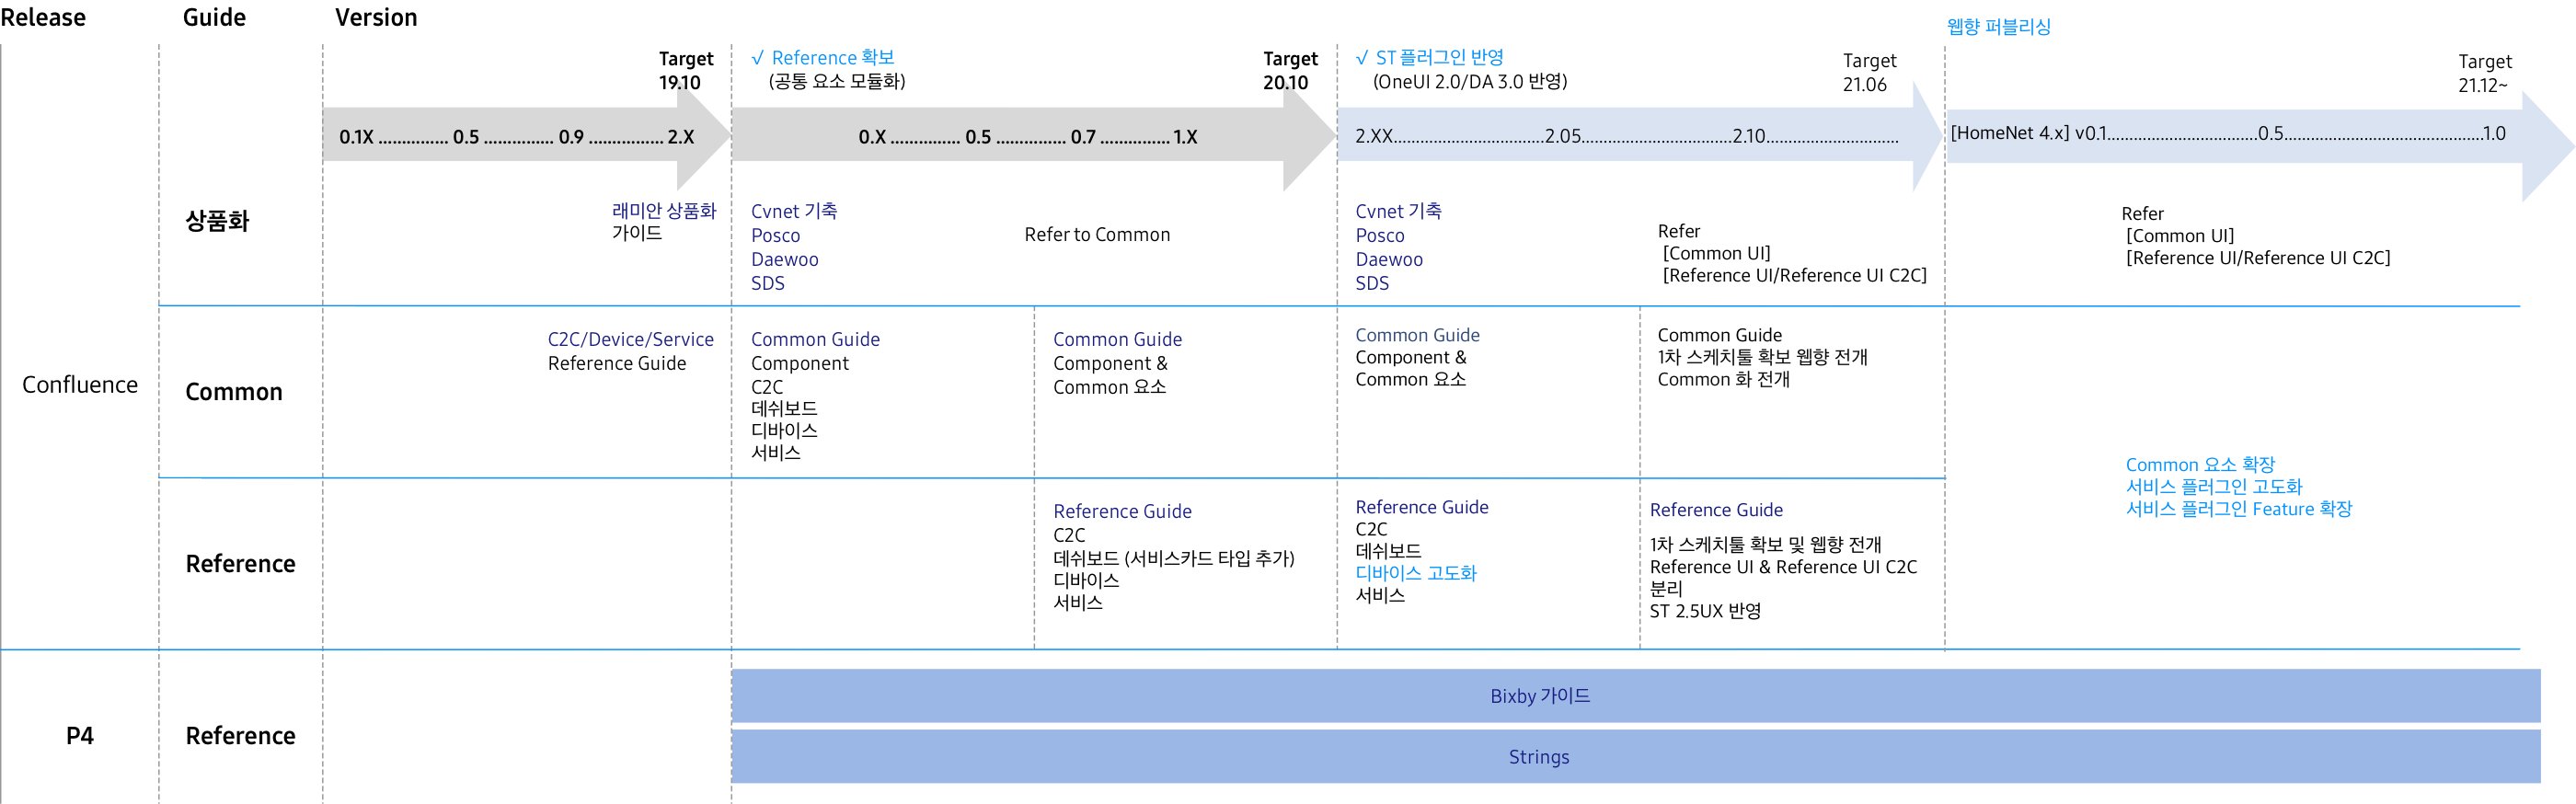 Release
Guide
Version
웹향 퍼블리싱
Target
19.10
√ Reference 확보
(공통 요소 모듈화)
Target
20.10
√ ST 플러그인 반영
(OneUI 2.0/DA 3.0 반영)
Target
21.06
Target
21.12~
0.1X ............... 0.5 ............... 0.9 ................ 2.X
0.X ............... 0.5 ............... 0.7 ............... 1.X
2.XX..................................2.05..................................2.10..............................
[HomeNet 4.x] v0.1..................................0.5.............................................1.0
상품화
래미안 상품화
가이드
Cvnet 기축
Posco
Daewoo
SDS
Refer to Common
Cvnet 기축
Posco
Daewoo
SDS
Refer
[Common UI]
[Reference UI/Reference UI C2C]
Refer
[Common UI]
[Reference UI/Reference UI C2C]
Confluence
Common
C2C/Device/Service
Reference Guide
Common Guide
Component
C2C
데쉬보드
디바이스
서비스
Common Guide
Component &
Common 요소
Common Guide
Component &
Common 요소
Common Guide
1차 스케치툴 확보 웹향 전개
Common 화 전개
Common 요소 확장
서비스 플러그인 고도화
서비스 플러그인 Feature 확장
Reference
Reference Guide
C2C
데쉬보드 (서비스카드 타입 추가)
디바이스
서비스
Reference Guide
C2C
데쉬보드
디바이스 고도화
서비스
Reference Guide
1차 스케치툴 확보 및 웹향 전개
Reference UI & Reference UI C2C
분리
ST 2.5UX 반영
P4
Reference
Bixby 가이드
Strings